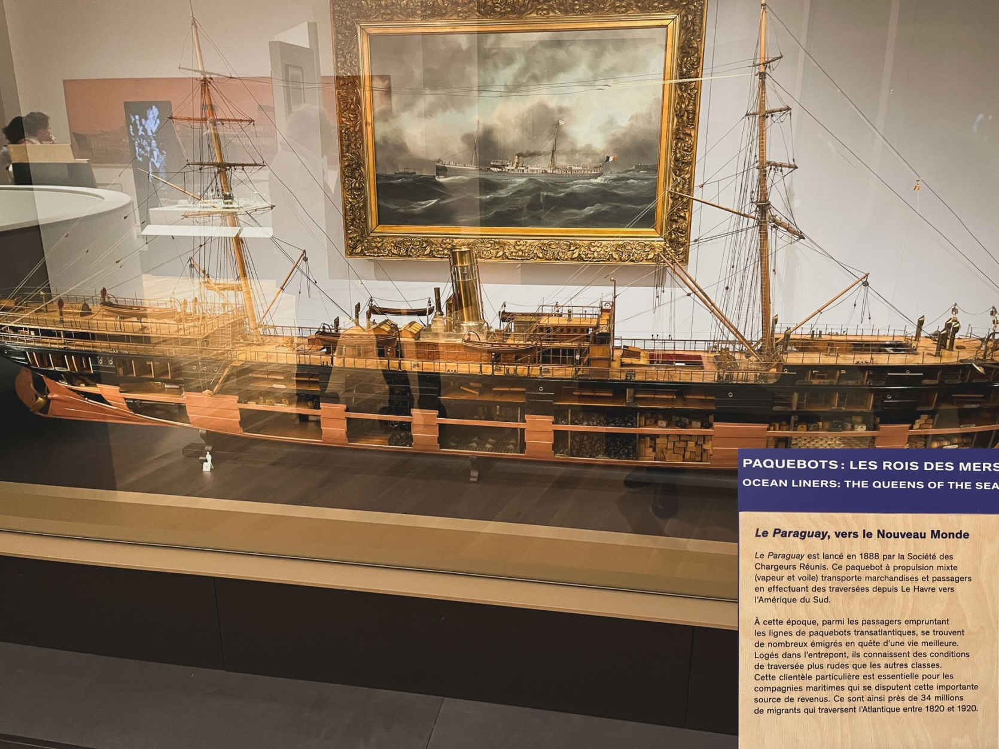 PAQUEBOTS : LES ROIS DES MERS
OCEAN LINERS: THE QUEENS OF THE SEA
Le Paraguay, vers le Nouveau Monde
Le Paraguay est lancé en 1888 par la Société des
Chargeurs Réunis. Ce paquebot à propulsion mixte
(vapeur et voile) transporte marchandises et passagers
en effectuant des traversées depuis Le Havre vers
l'Amérique du Sud.
À cette époque, parmi les passagers empruntant
les lignes de paquebots transatlantiques, se trouvent
de nombreux émigrés en quête d'une vie meilleure.
Logés dans l'entrepont, ils connaissent des conditions
de traversée plus rudes que les autres classes.
Cette clientèle particulière est essentielle pour les
compagnies maritimes qui se disputent cette importante
source de revenus. Ce sont ainsi près de 34 millions
de migrants qui traversent l'Atlantique entre 1820 et 1920.